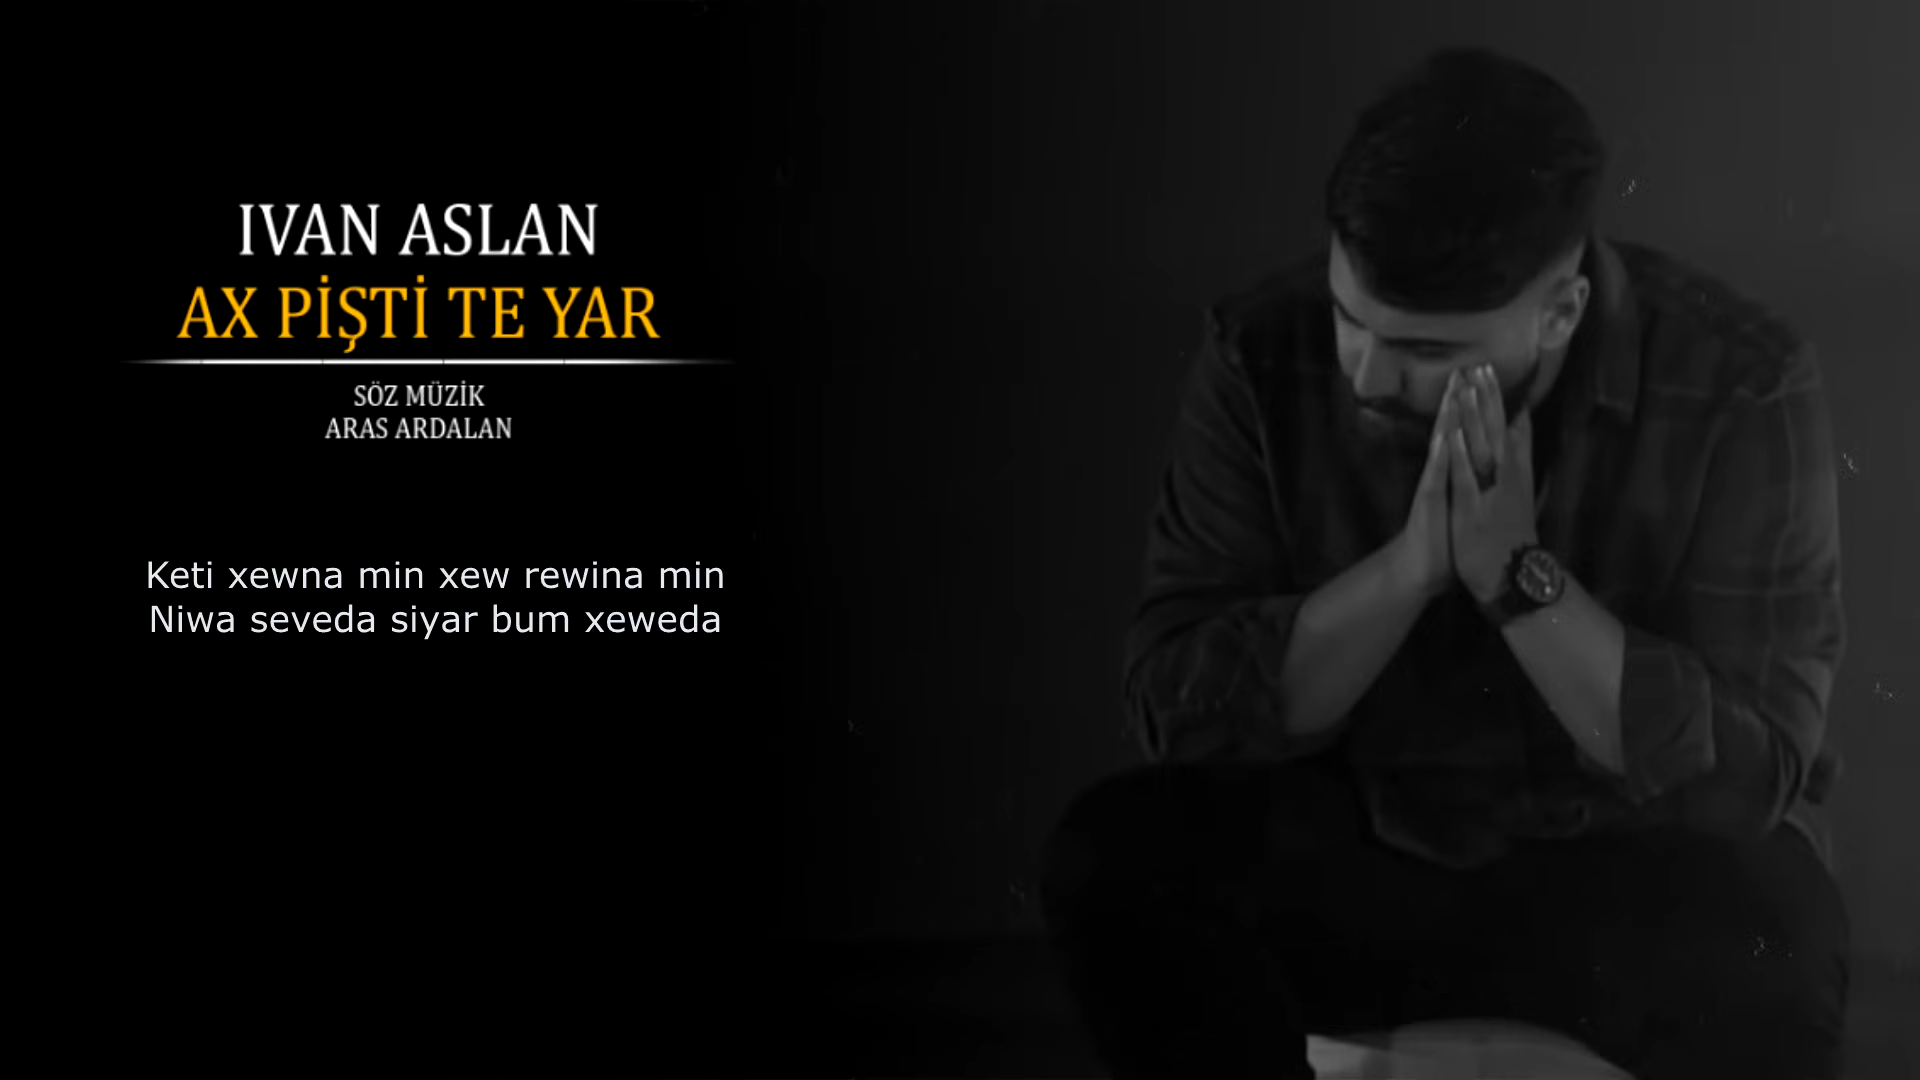 IVAN ASLAN
AX PİŞTİ TE YAR
SÖZ MÜZİK
ARAS ARDALAN
Keti xewna min xew rewina min
Niwa seveda siyar bum xeweda